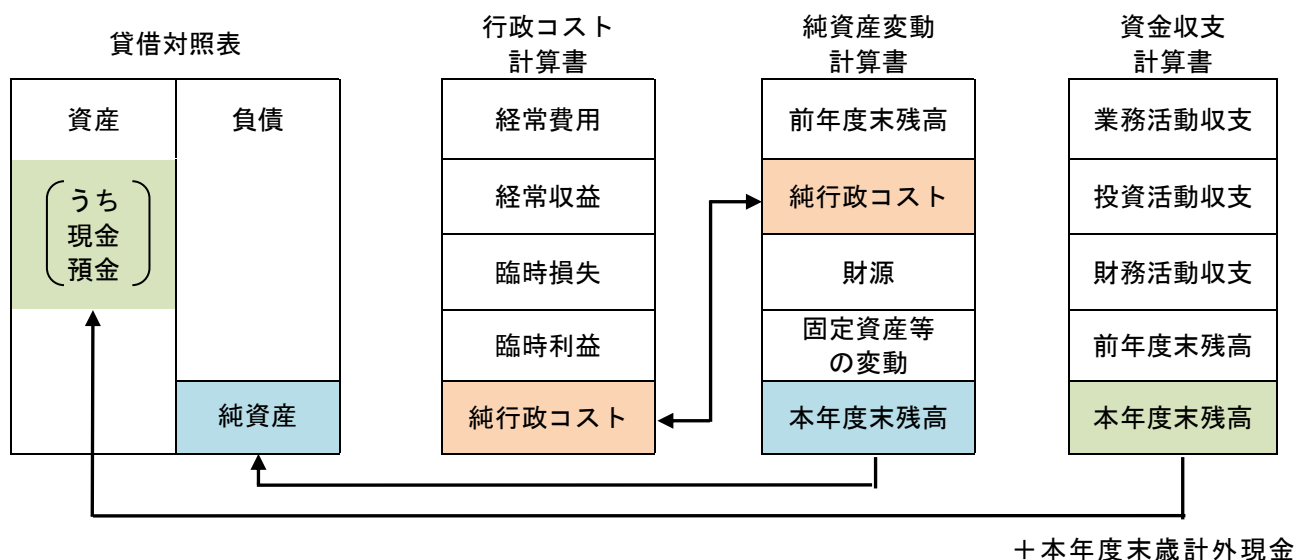 貸借対照表
資産
負債
うち
現金
預金
純資産
行政コスト
計算書
経常費用
経常収益
臨時損失
臨時利益
純行政コスト
純資産変動
計算書
前年度末残高
純行政コスト
財源
固定資産等
の変動
本年度末残高
資金収支
計算書
業務活動収支
投資活動収支
財務活動収支
前年度末残高
本年度末残高
＋本年度末歳計外現金